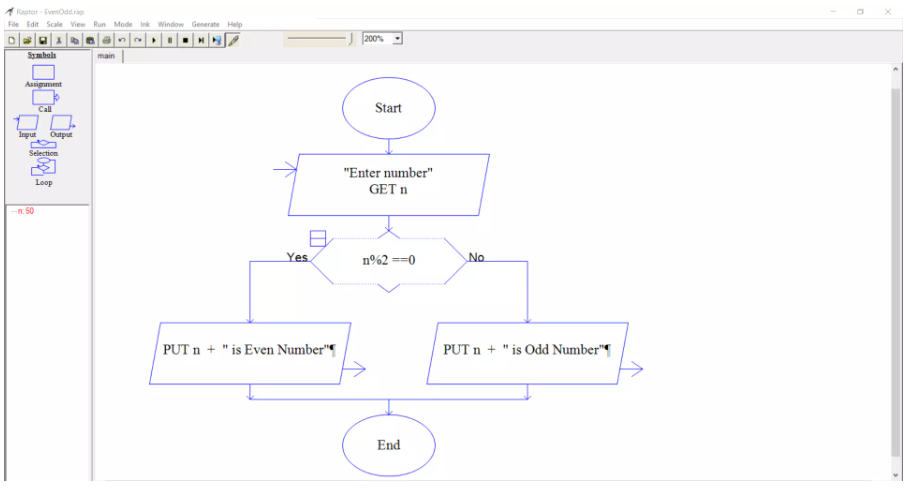 Raptor - EvenOdd.rap
File Edit Scale View Run Mode Ink Window Generate Help
200%
Symbols
main
Assignment
Call
Input Output
Selection
Loop
n: 50
Start
"Enter number"
GET n
Yes
n%2 ==0
No
PUT n + " is Even Number"¶
PUT n + " is Odd Number"¶
End